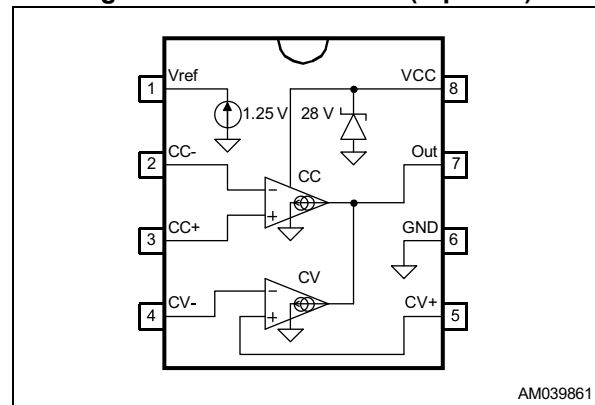 1 Vref VCC 8
1.25 V 28 V
2 CC- Out 7
CC
−
+
3 CC+ GND 6
CV
4 CV- − CV+ 5
+
AM039861